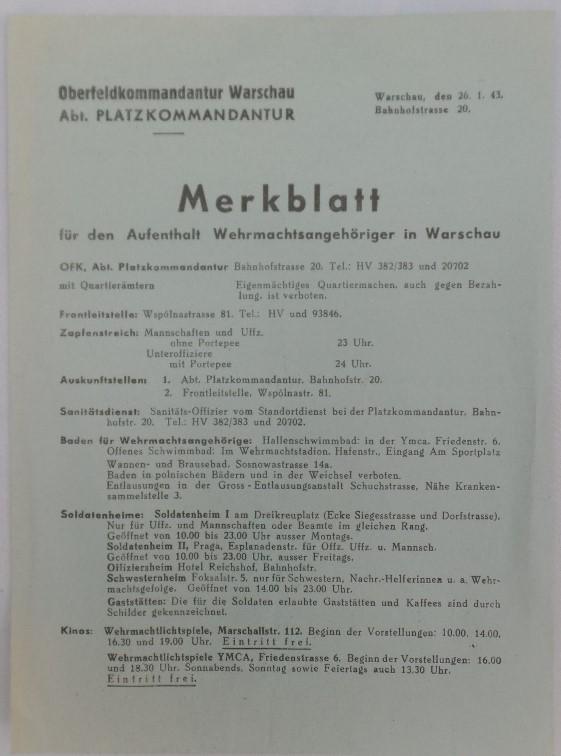 Oberfeldkommandantur Warschau
Abt. PLATZKOMMANDANTUR
Warschau, den 26. 1. 43.
Bahnhofstrasse 20.
Merkblatt
für den Aufenthalt Wehrmachtsangehöriger in Warschau
OFK, Abt. Platzkommandantur Bahnhofstrasse 20. Tel.: HV 382/383 und 20702
mit Quartierämtern Eigenmächtiges Quartiermachen, auch gegen Bezah-
lung, ist verboten.
Frontleitstelle: Wspólnastrasse 81. Tel.: HV und 93846.
Zapfenstreich: Mannschaften und Uffz.
ohne Portepee 23 Uhr.
Unteroffiziere
mit Portepee 24 Uhr.
Auskunftstellen: 1. Abt. Platzkommandantur, Bahnhofstr. 20.
2. Frontleitstelle, Wspólnastr. 81.
Sanitätsdienst: Sanitäts-Offizier vom Standortdienst bei der Platzkommandantur, Bahn-
hofstr. 20. Tel.: HV 382/383 und 20702.
Baden für Wehrmachtsangehörige: Hallenschwimbad: in der Ymca, Friedenstr. 6.
Offenes Schwimbad: Im Wehrmachtstadion, Hafenstr., Eingang Am Sportplatz
Wannen- und Brausebad, Sosnowastrasse 14a.
Baden in polnischen Bädern und in der Weichsel verboten.
Entlausungen in der Gross-Entlausungsanstalt Schuchstrasse, Nähe Kranken-
sammelstelle 3.
Soldatenheime: Soldatenheim I am Dreikreuplatz (Ecke Siegesstrasse und Dorfstrasse).
Nur für Uffz. und Mannschaften oder Beamte im gleichen Rang.
Geöfnet von 10.00 bis 23.00 Uhr ausser Montags.
Soldatenheim II, Praga, Esplanadenstr. für Offz. Uffz. u. Mannsch.
Geöfnet von 10.00 bis 23.00 Uhr, ausser Freitags.
Offiziersheim Hotel Reichshof, Bahnhofstr.
Schwesternheim Foksalstr. 5, nur für Schwestern, Nachr.-Helferinnen u. a. Wehr-
machtsgefolge. Geöfnet von 14.00 bis 23.00 Uhr.
Gaststätten: Die für die Soldaten erlaubte Gaststätten und Kaffees sind durch
Schilder gekennzeichnet.
Kinos: Wehrmachtlichtspiele, Marschallstr. 112. Beginn der Vorstellungen: 10.00, 14.00,
16.30 und 19.00 Uhr. Eintritt frei.
Wehrmachtlichtspiele YMCA, Friedenstrasse 6. Beginn der Vorstellungen: 16.00
und 18.30 Uhr. Sonnabends, Sonntag sowie Feiertags auch 13.30 Uhr.
Eintritt frei.